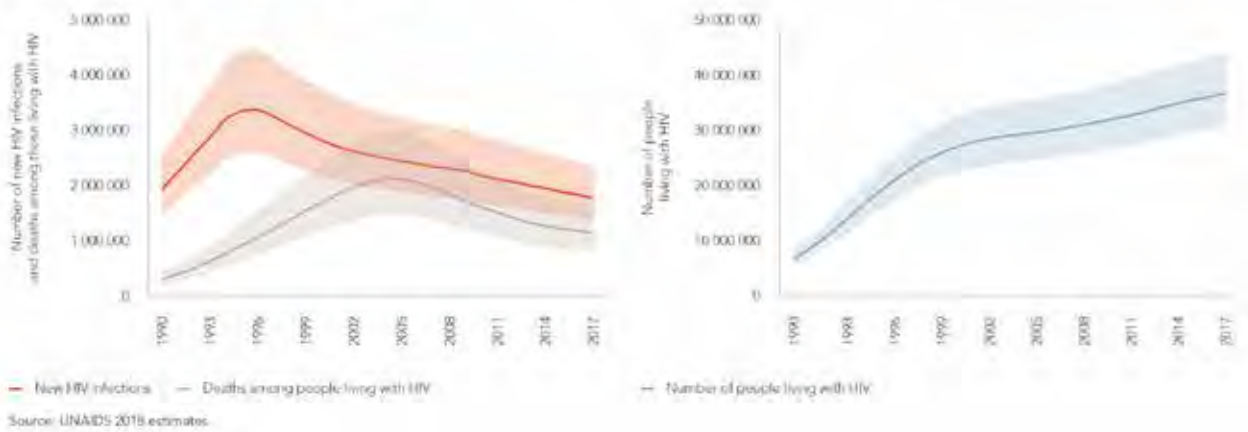 Number of new HIV infections
and deaths among those living with HIV
5 000 000
4 000 000
3 000 000
2 000 000
1 000 000
0
1990
1993
1996
1999
2002
2005
2008
2011
2014
2017
New HIV infections
Deaths among people living with HIV
Number of people
living with HIV
50 000 000
40 000 000
30 000 000
20 000 000
10 000 000
0
1990
1993
1996
1999
2002
2005
2008
2011
2014
2017
Number of people living with HIV
Source: UNAIDS 2018 estimates